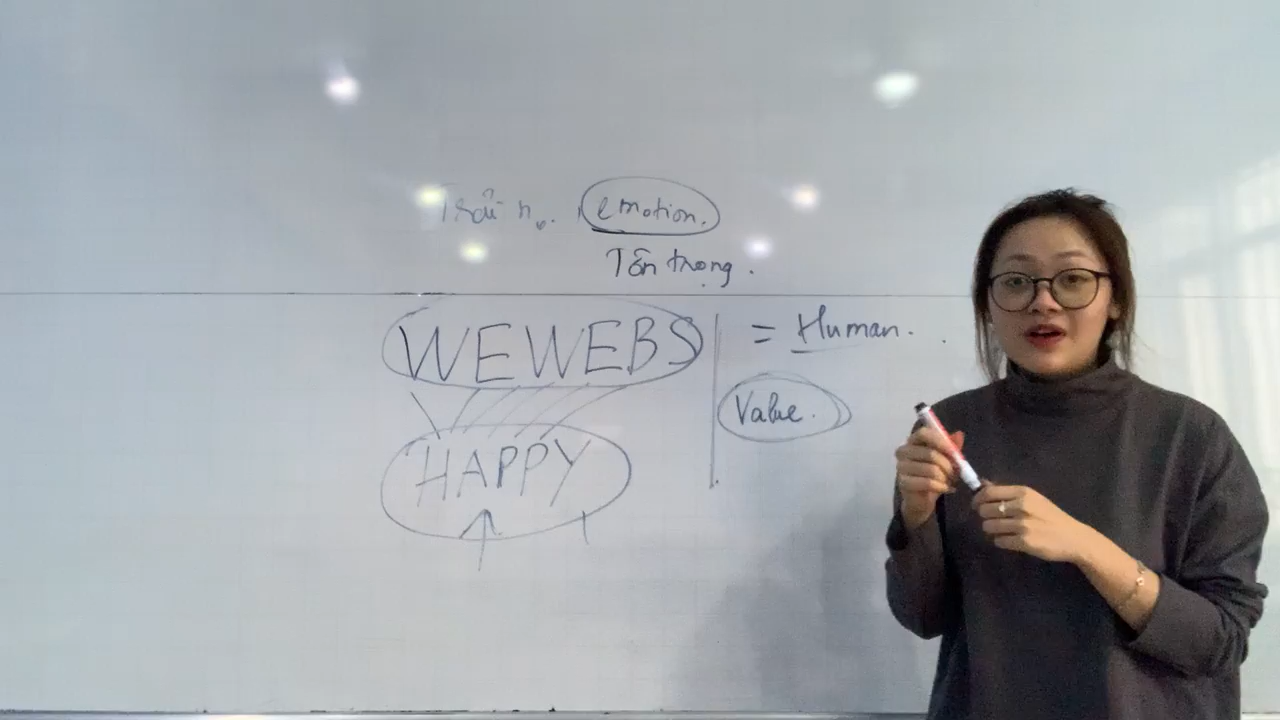 emotion.
Tôn trọng.
WEWEBS
= Human.
Value.
HAPPY